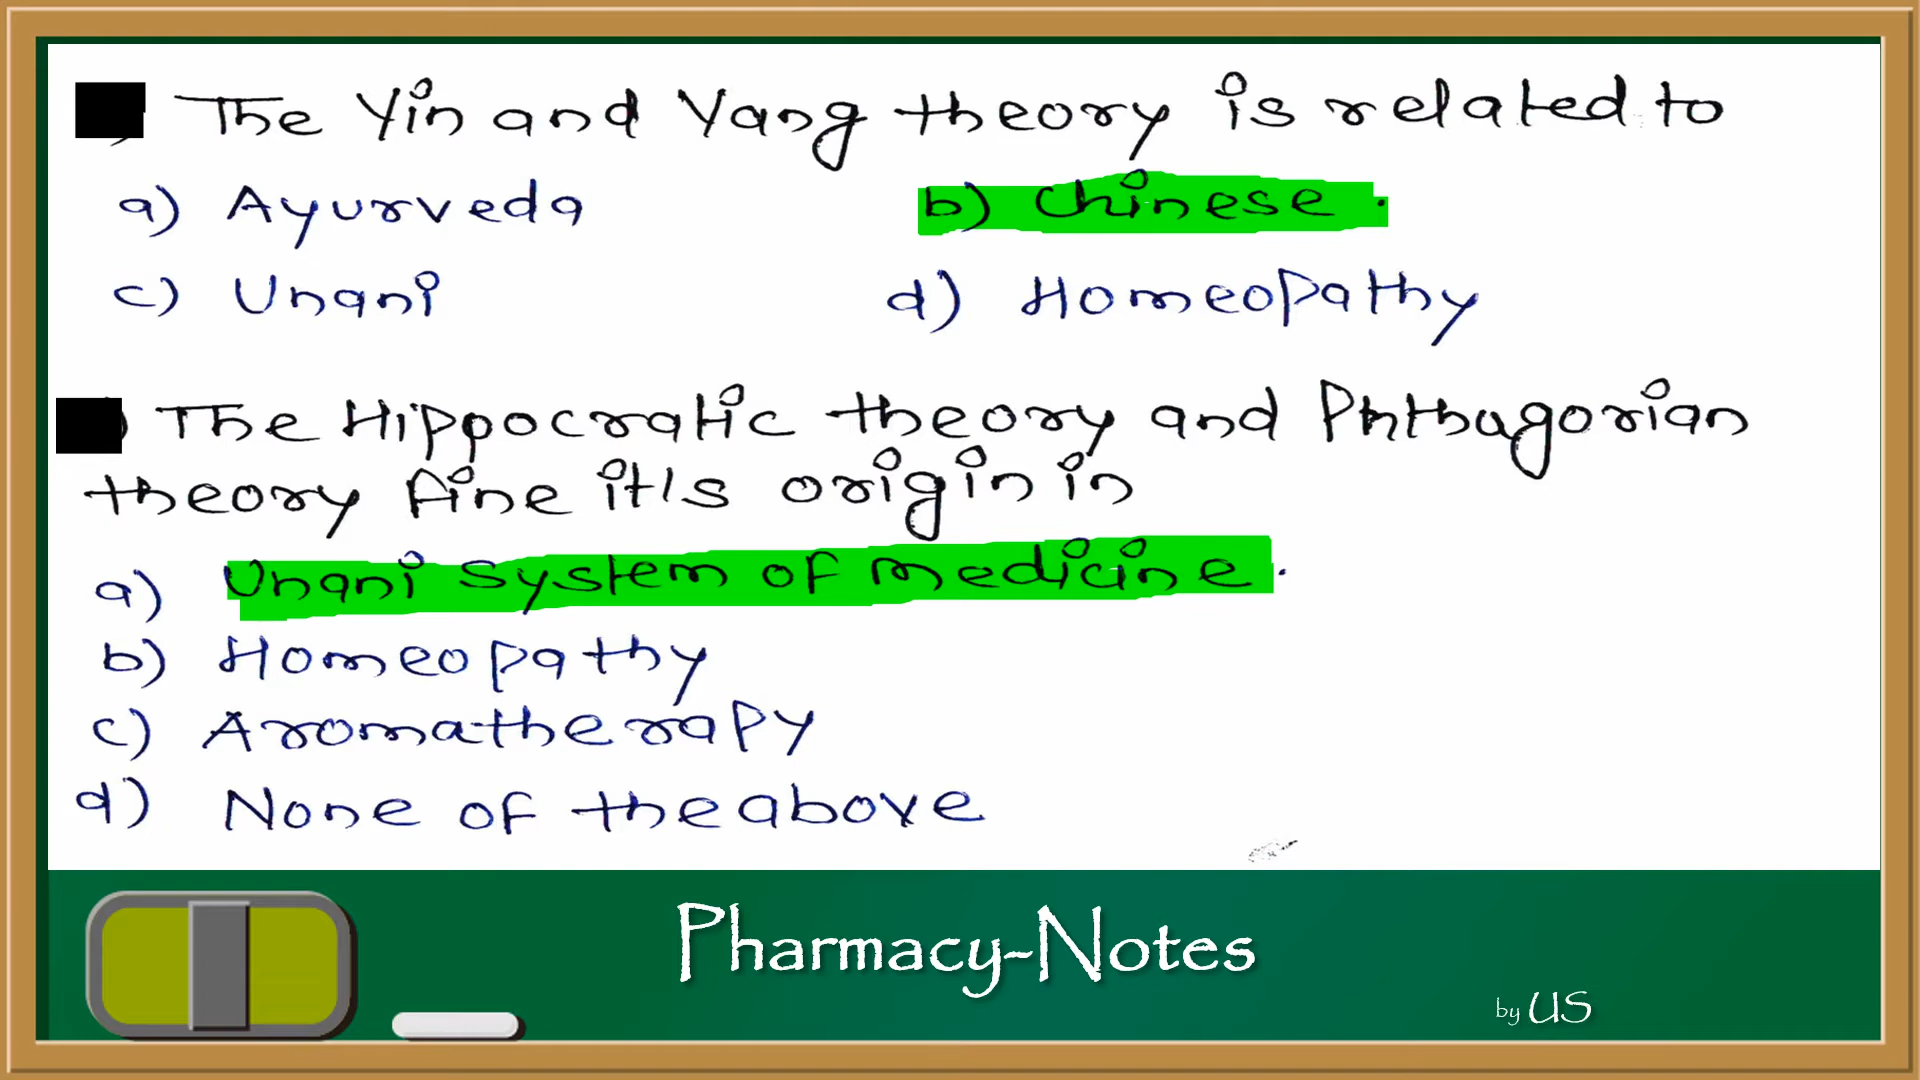 The Yin and Yang theory is related to
a) Ayurveda
b) Chinese.
c) Unani
d) Homeopathy
The Hippocratic theory and Phthagorian
theory fine it's origin in
a) Unani system of medicine.
b) Homeopathy
c) Aromatherapy
d) None of the above
Pharmacy-Notes
by US